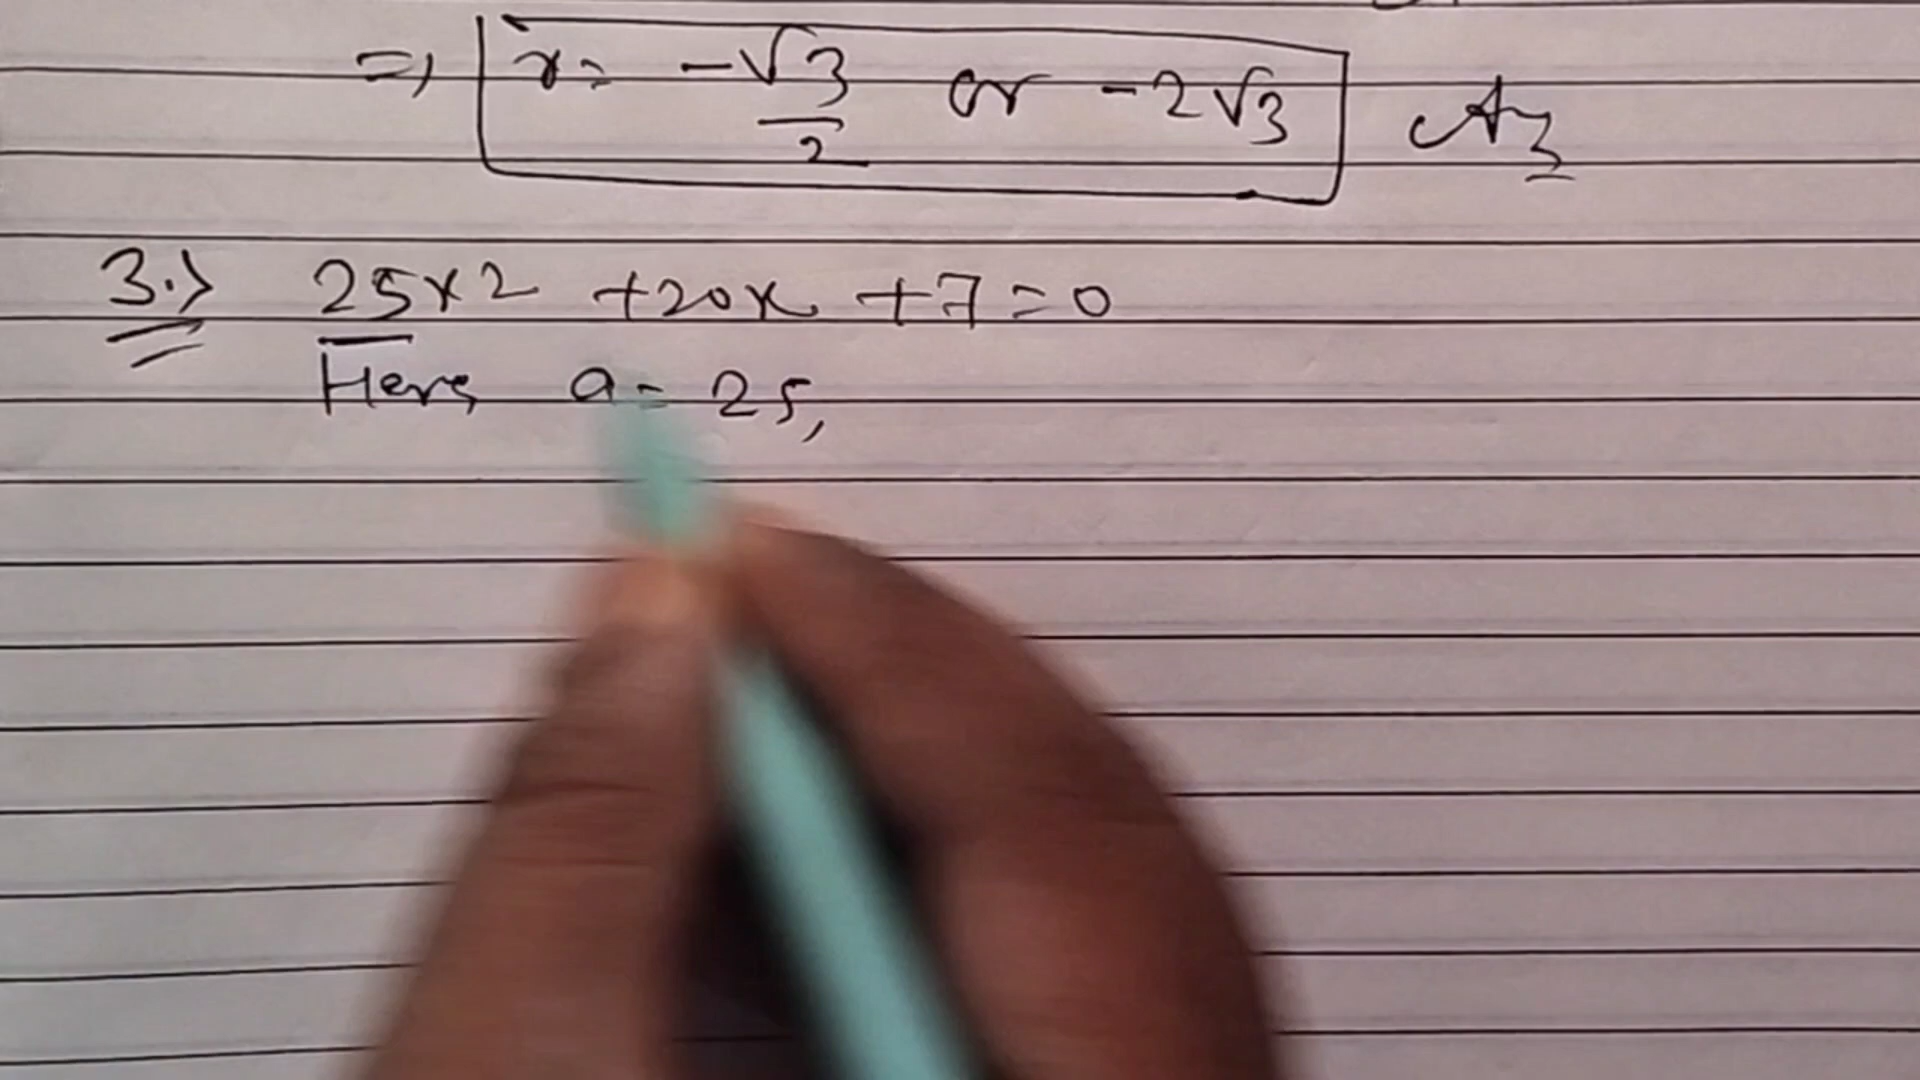 => x = -√3/2 or -2√3 Ans
3.> 25x2 +20x +7=0
Here, a = 25,